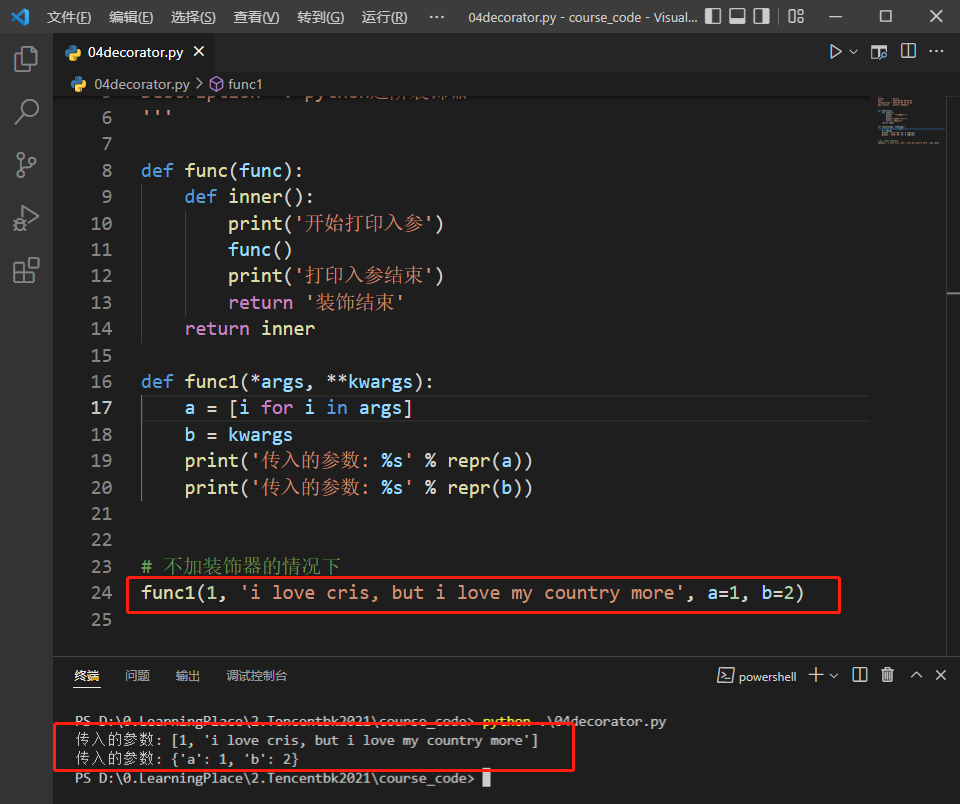 文件(F) 编辑(E) 选择(S) 查看(V) 转到(G) 运行(R) ··· 04decorator.py - course_code - Visual...
04decorator.py
04decorator.py > func1
6 '''
7
8 def func(func):
9 def inner():
10 print('开始打印入参')
11 func()
12 print('打印入参结束')
13 return '装饰结束'
14 return inner
15
16 def func1(*args, **kwargs):
17 a = [i for i in args]
18 b = kwargs
19 print('传入的参数: %s' % repr(a))
20 print('传入的参数: %s' % repr(b))
21
22
23 # 不加装饰器的情况下
24 func1(1, 'i love cris, but i love my country more', a=1, b=2)
25
终端 问题 输出 调试控制台 powershell
PS D:\0.LearningPlace\2.Tencentbk2021\course_code> python .\04decorator.py
传入的参数: [1, 'i love cris, but i love my country more']
传入的参数: {'a': 1, 'b': 2}
PS D:\0.LearningPlace\2.Tencentbk2021\course_code>